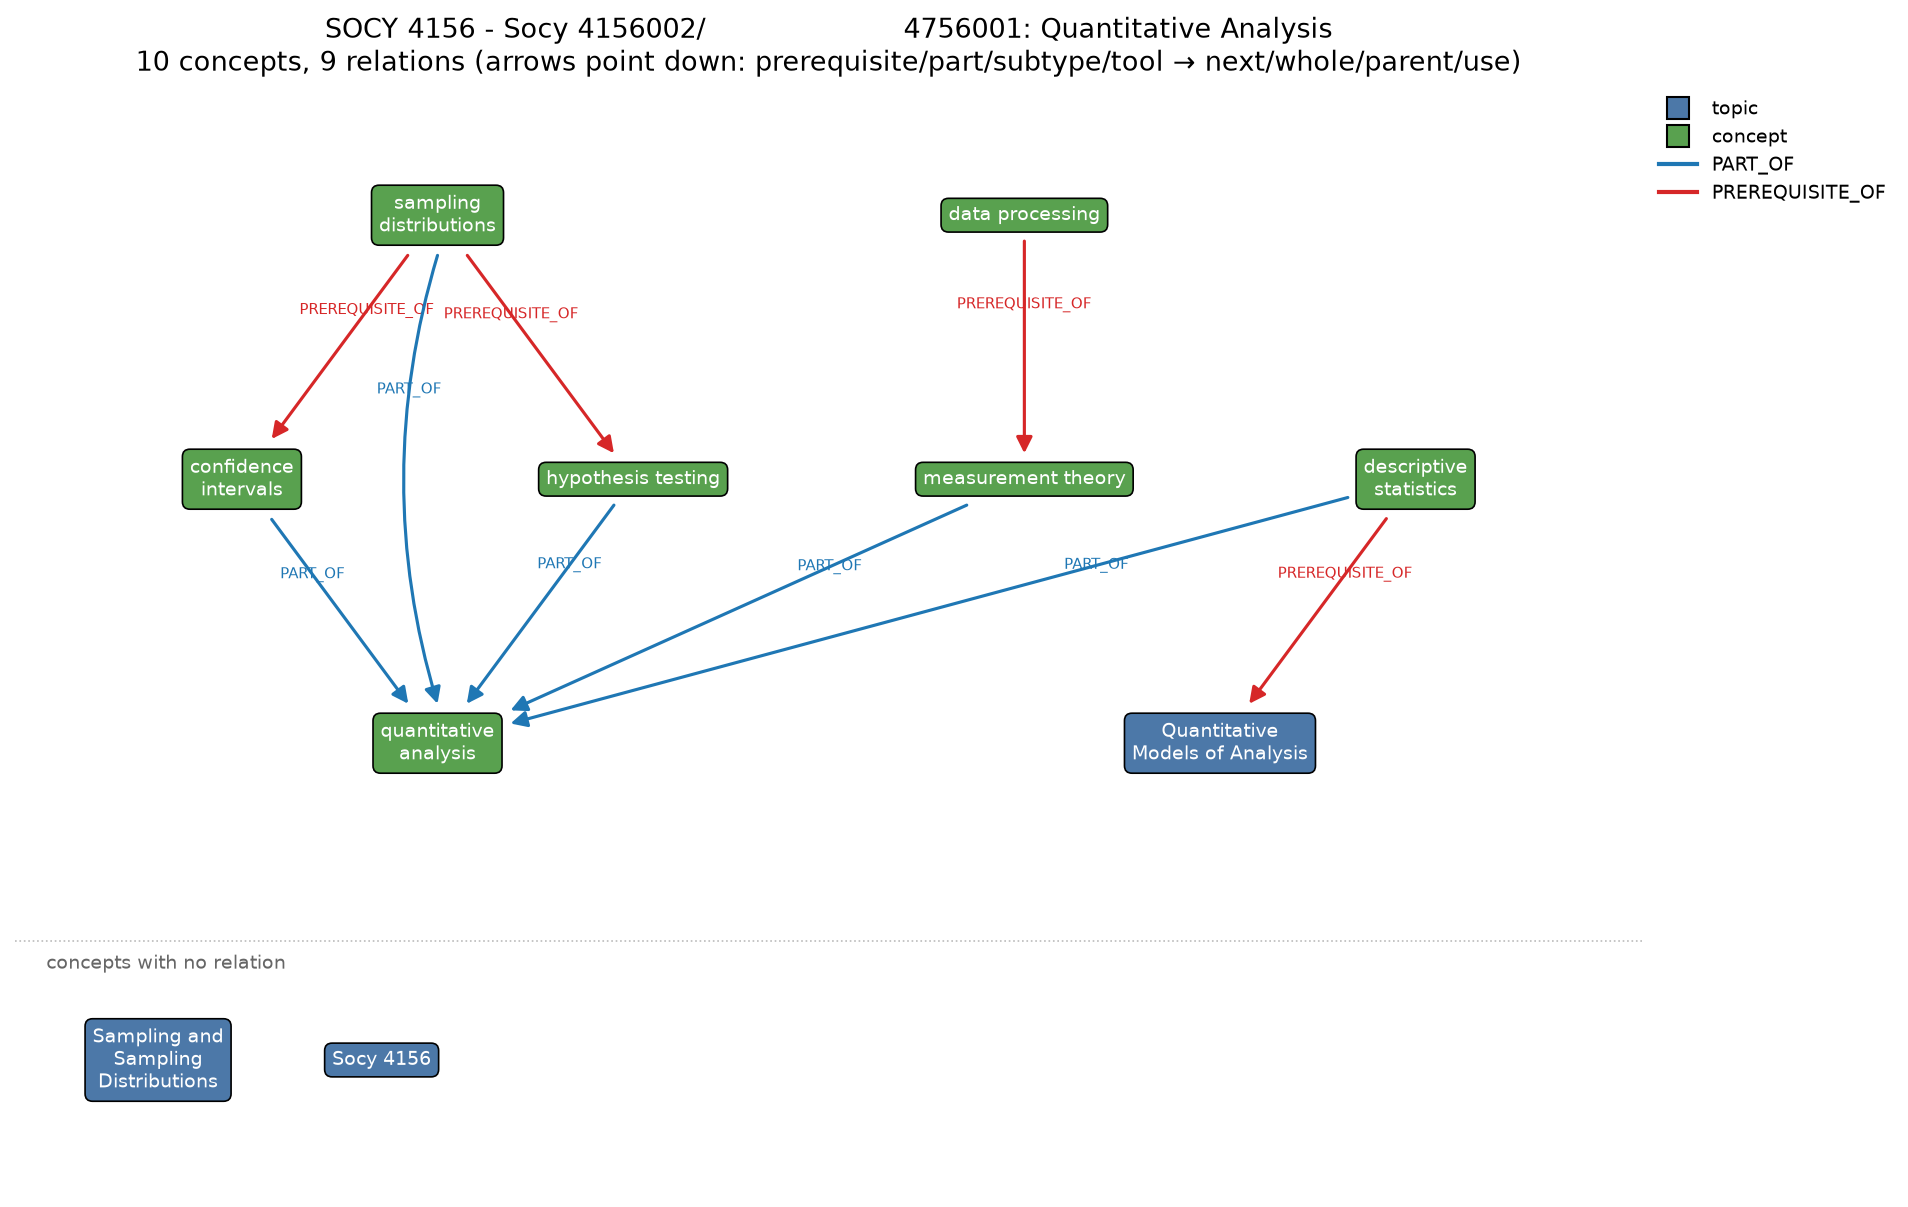 SOCY 4156 - Socy 4156002/ 4756001: Quantitative Analysis
10 concepts, 9 relations (arrows point down: prerequisite/part/subtype/tool → next/whole/parent/use)
topic
concept
PART_OF
PREREQUISITE_OF
sampling
distributions
data processing
PREREQUISITE_OF
PREREQUISITE_OF
PREREQUISITE_OF
PART_OF
confidence
intervals
hypothesis testing
measurement theory
descriptive
statistics
PART_OF
PART_OF
PART_OF
PART_OF
PREREQUISITE_OF
quantitative
analysis
Quantitative
Models of Analysis
concepts with no relation
Sampling and
Sampling
Distributions
Socy 4156